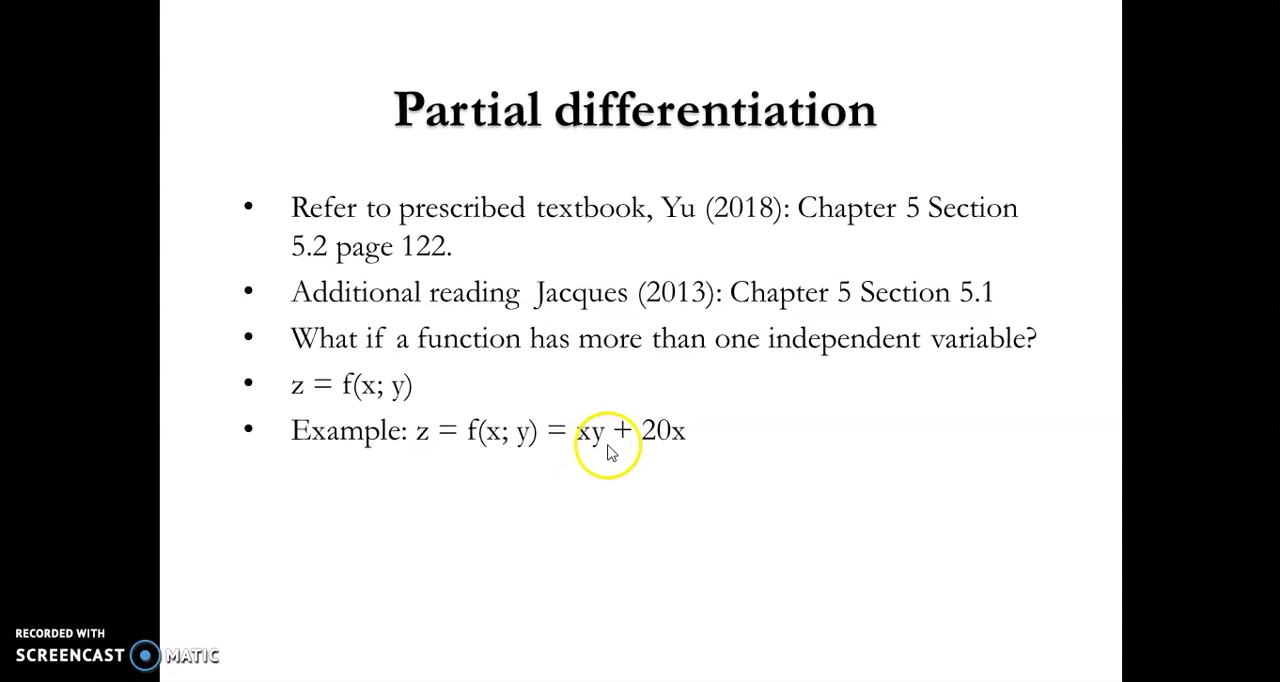 Partial differentiation
• Refer to prescribed textbook, Yu (2018): Chapter 5 Section
5.2 page 122.
• Additional reading Jacques (2013): Chapter 5 Section 5.1
• What if a function has more than one independent variable?
• z = f(x; y)
• Example: z = f(x; y) = xy + 20x
RECORDED WITH
SCREENCAST MATIC